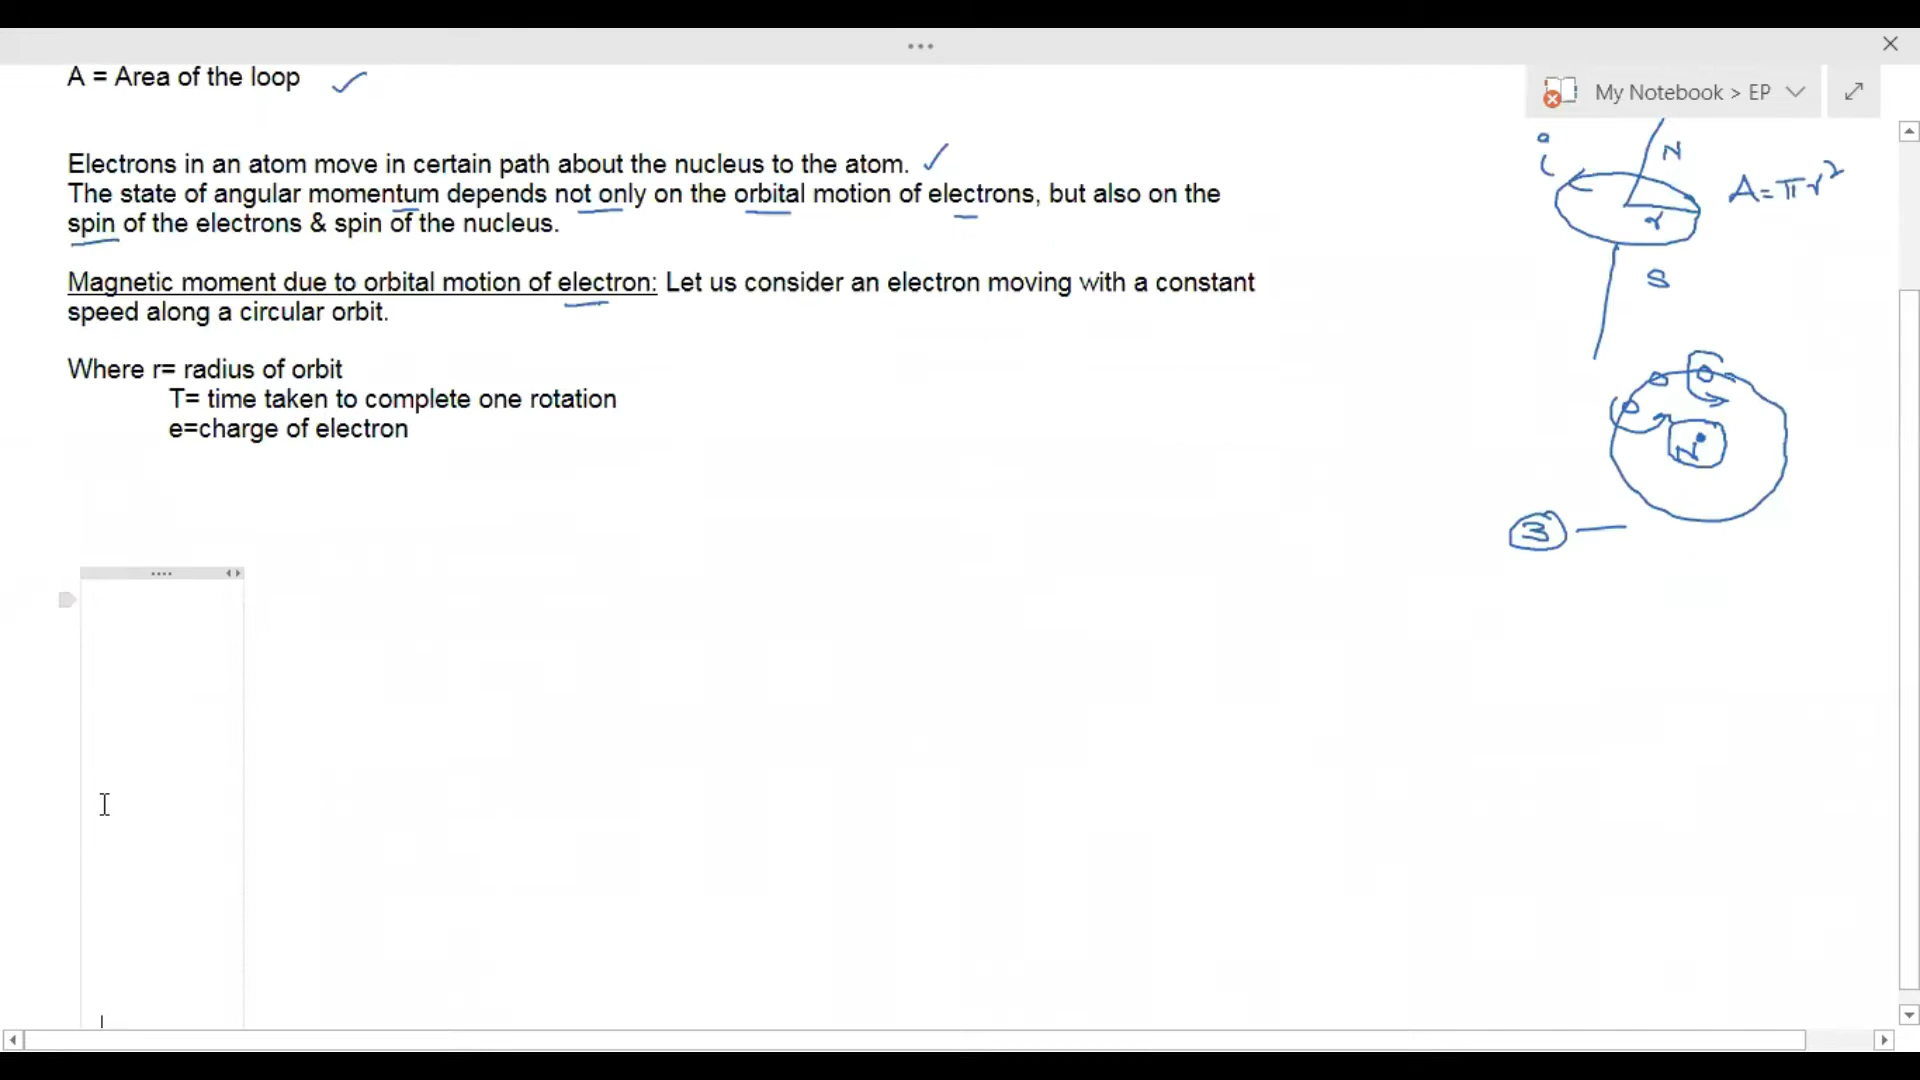 A = Area of the loop
My Notebook > EP
Electrons in an atom move in certain path about the nucleus to the atom.
The state of angular momentum depends not only on the orbital motion of electrons, but also on the
spin of the electrons & spin of the nucleus.
Magnetic moment due to orbital motion of electron: Let us consider an electron moving with a constant
speed along a circular orbit.
Where r= radius of orbit
T= time taken to complete one rotation
e=charge of electron
i
N
A=πr²
r
S
N
3